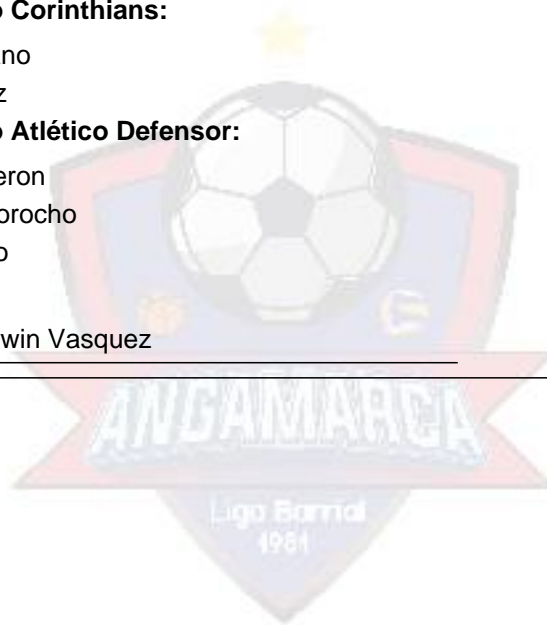 o Corinthians:
no
z
o Atlético Defensor:
eron
orocho
o
win Vasquez
ANGAMARCA
Liga Barrial
1981